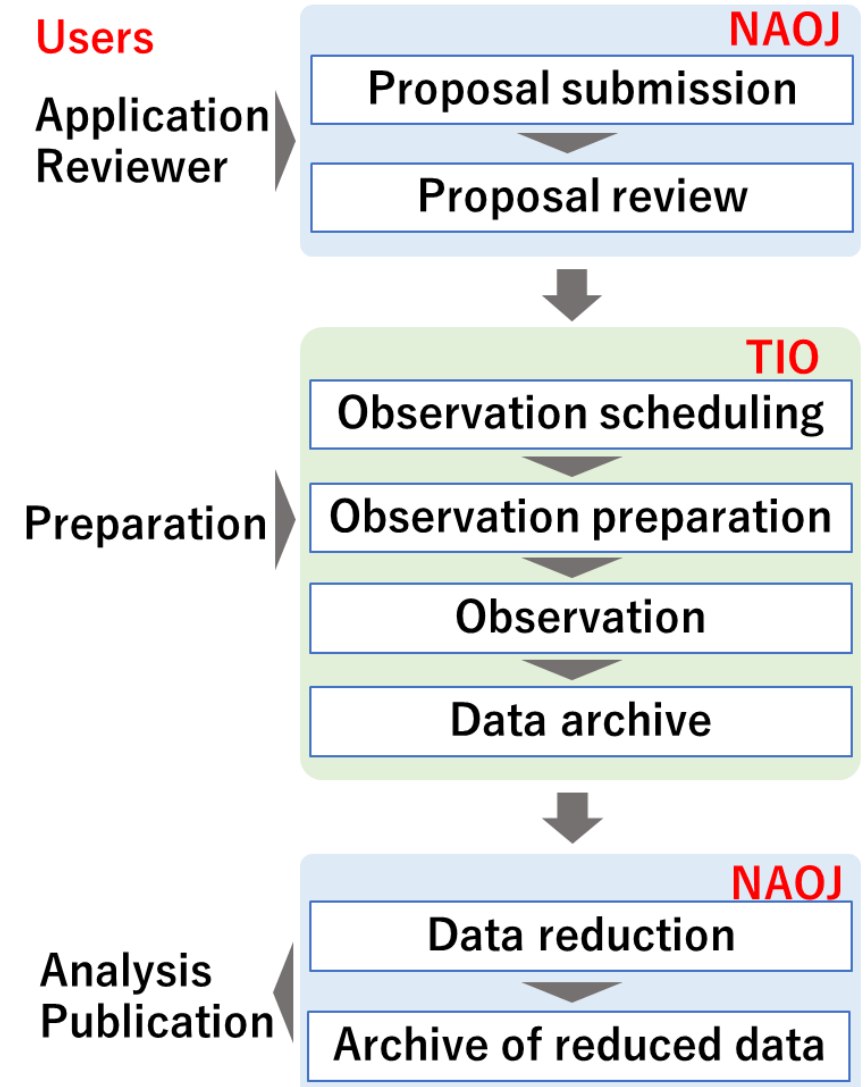 Users
NAOJ
Application
Reviewer
Proposal submission
Proposal review
TIO
Observation scheduling
Preparation
Observation preparation
Observation
Data archive
NAOJ
Data reduction
Analysis
Publication
Archive of reduced data